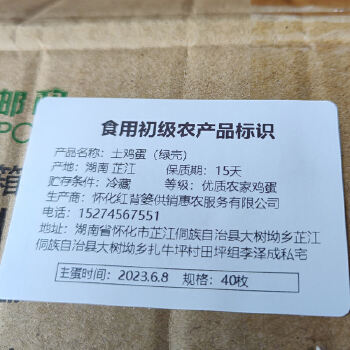 邮
PO
箱
食用初级农产品标识
产品名称：土鸡蛋（绿壳）
产地：湖南 芷江 保质期：15天
贮存条件：冷藏 等级：优质农家鸡蛋
生产商：怀化红背篓供销惠农服务有限公司
电话：15274567551
地址：湖南省怀化市芷江侗族自治县大树坳乡芷江
侗族自治县大树坳乡扎牛坪村田坪组李泽成私宅
主蛋时间：2023.6.8 规格：40枚